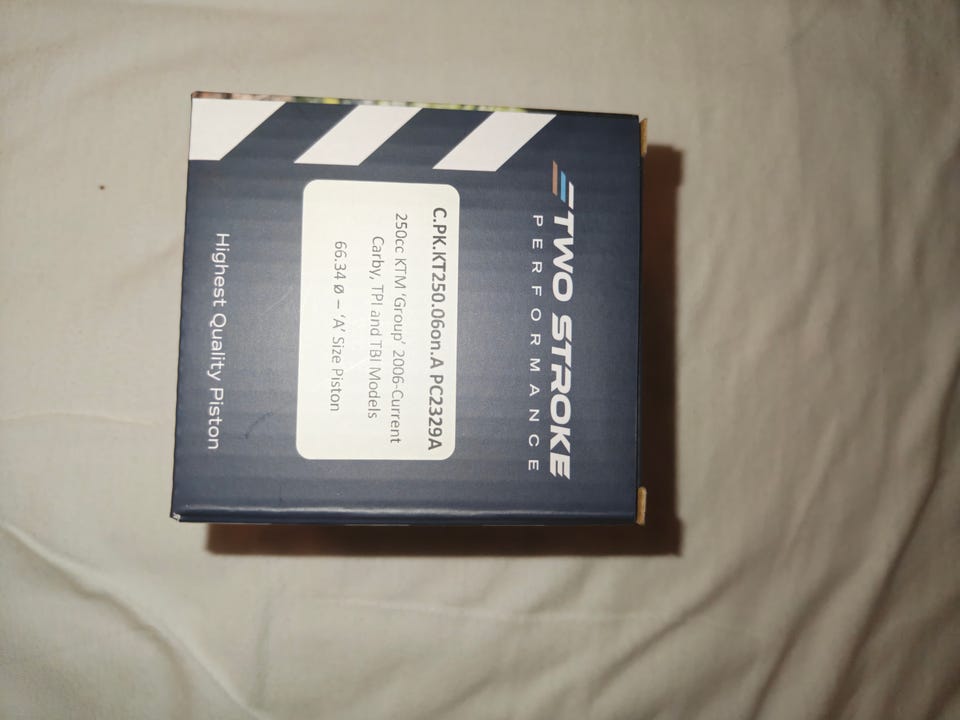 TWO STROKE
PERFORMANCE
C.PK.KT250.06on.A PC2329A
250cc KTM 'Group' 2006-Current
Carby, TPI and TBI Models
66.34 Ø – 'A' Size Piston
Highest Quality Piston